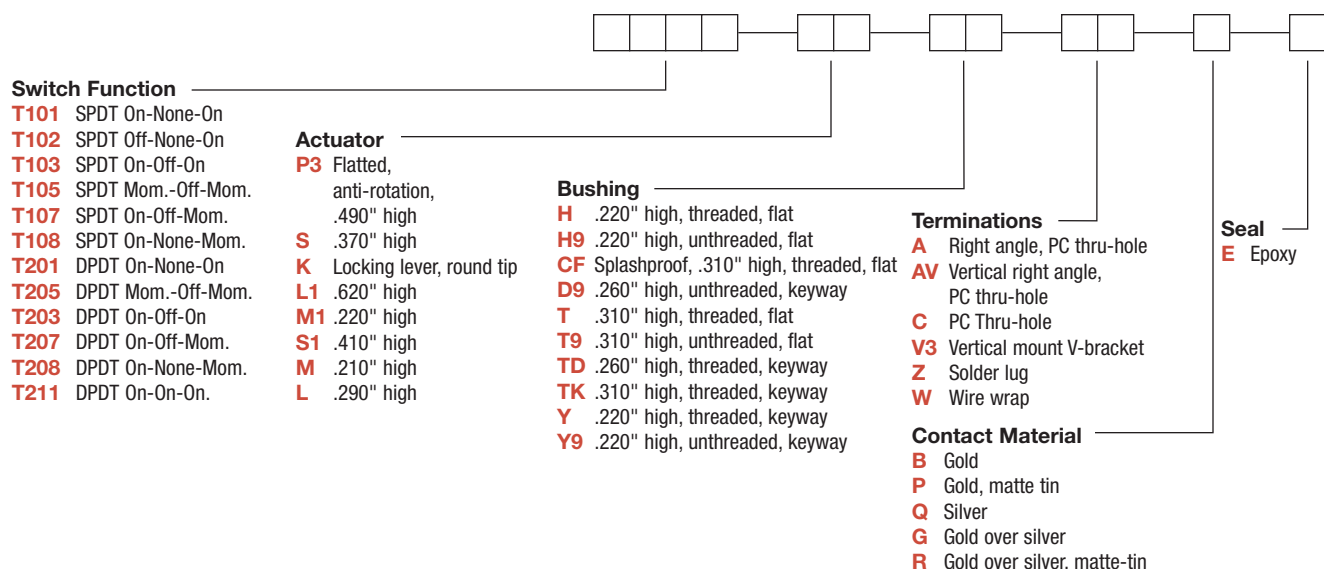 Switch Function
T101 SPDT On-None-On
T102 SPDT Off-None-On
T103 SPDT On-Off-On
T105 SPDT Mom.-Off-Mom.
T107 SPDT On-Off-Mom.
T108 SPDT On-None-Mom.
T201 DPDT On-None-On
T205 DPDT Mom.-Off-Mom.
T203 DPDT On-Off-On
T207 DPDT On-Off-Mom.
T208 DPDT On-None-Mom.
T211 DPDT On-On-On.
Actuator
P3 Flatted,
anti-rotation,
.490" high
S .370" high
K Locking lever, round tip
L1 .620" high
M1 .220" high
S1 .410" high
M .210" high
L .290" high
Bushing
H .220" high, threaded, flat
H9 .220" high, unthreaded, flat
CF Splashproof, .310" high, threaded, flat
D9 .260" high, unthreaded, keyway
T .310" high, threaded, flat
T9 .310" high, unthreaded, flat
TD .260" high, threaded, keyway
TK .310" high, threaded, keyway
Y .220" high, threaded, keyway
Y9 .220" high, unthreaded, keyway
Terminations
A Right angle, PC thru-hole
AV Vertical right angle,
PC thru-hole
C PC Thru-hole
V3 Vertical mount V-bracket
Z Solder lug
W Wire wrap
Contact Material
B Gold
P Gold, matte tin
Q Silver
G Gold over silver
R Gold over silver, matte-tin
Seal
E Epoxy